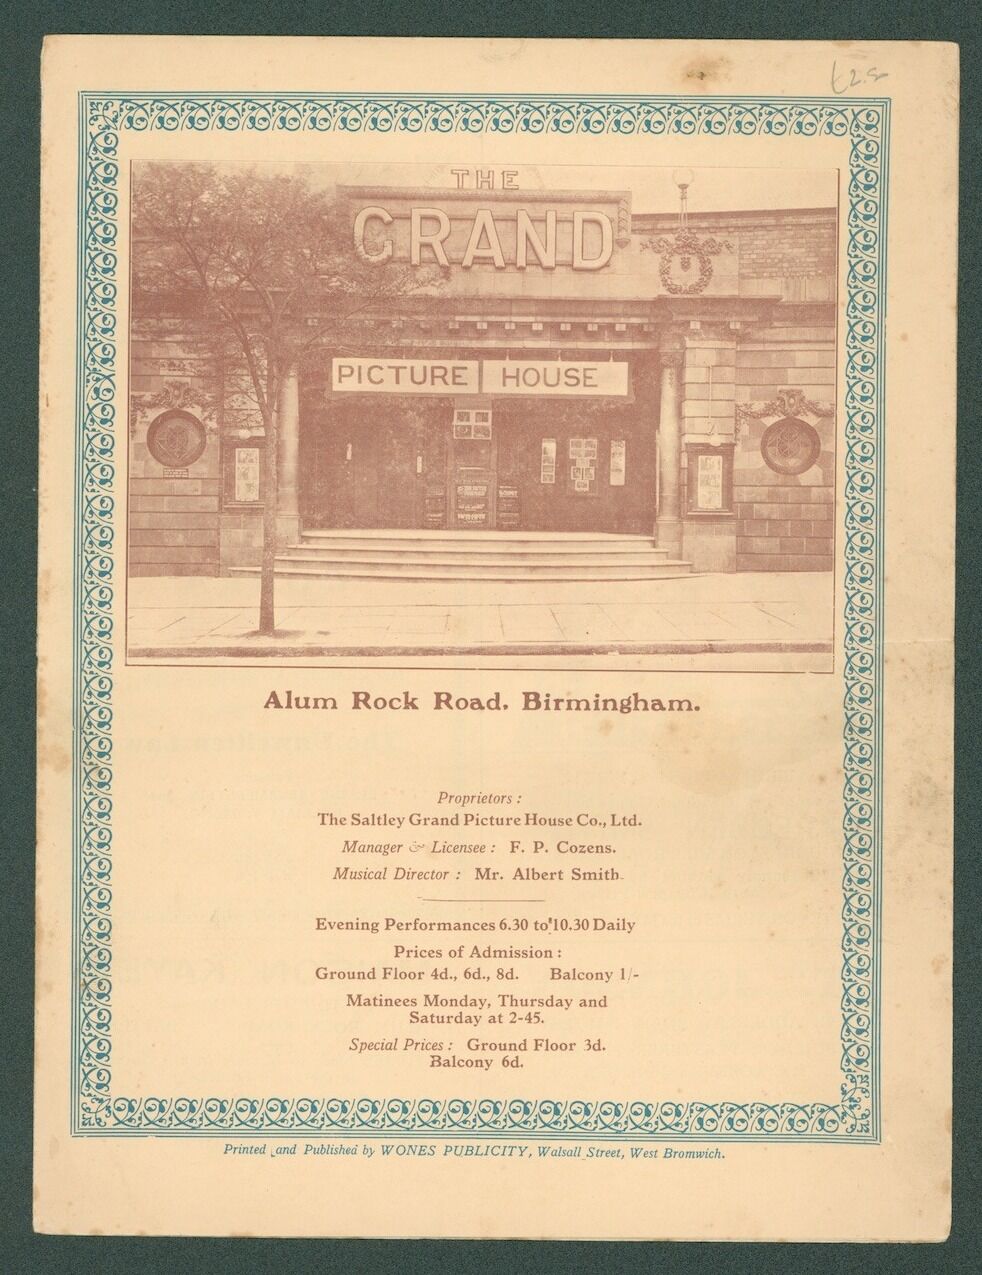 £2.50
THE
GRAND
PICTURE HOUSE
Alum Rock Road, Birmingham.
Proprietors :
The Saltley Grand Picture House Co., Ltd.
Manager & Licensee : F. P. Cozens.
Musical Director : Mr. Albert Smith.
Evening Performances 6.30 to 10.30 Daily
Prices of Admission :
Ground Floor 4d., 6d., 8d. Balcony 1/-
Matinees Monday, Thursday and
Saturday at 2-45.
Special Prices : Ground Floor 3d.
Balcony 6d.
Printed and Published by WONES PUBLICITY, Walsall Street, West Bromwich.